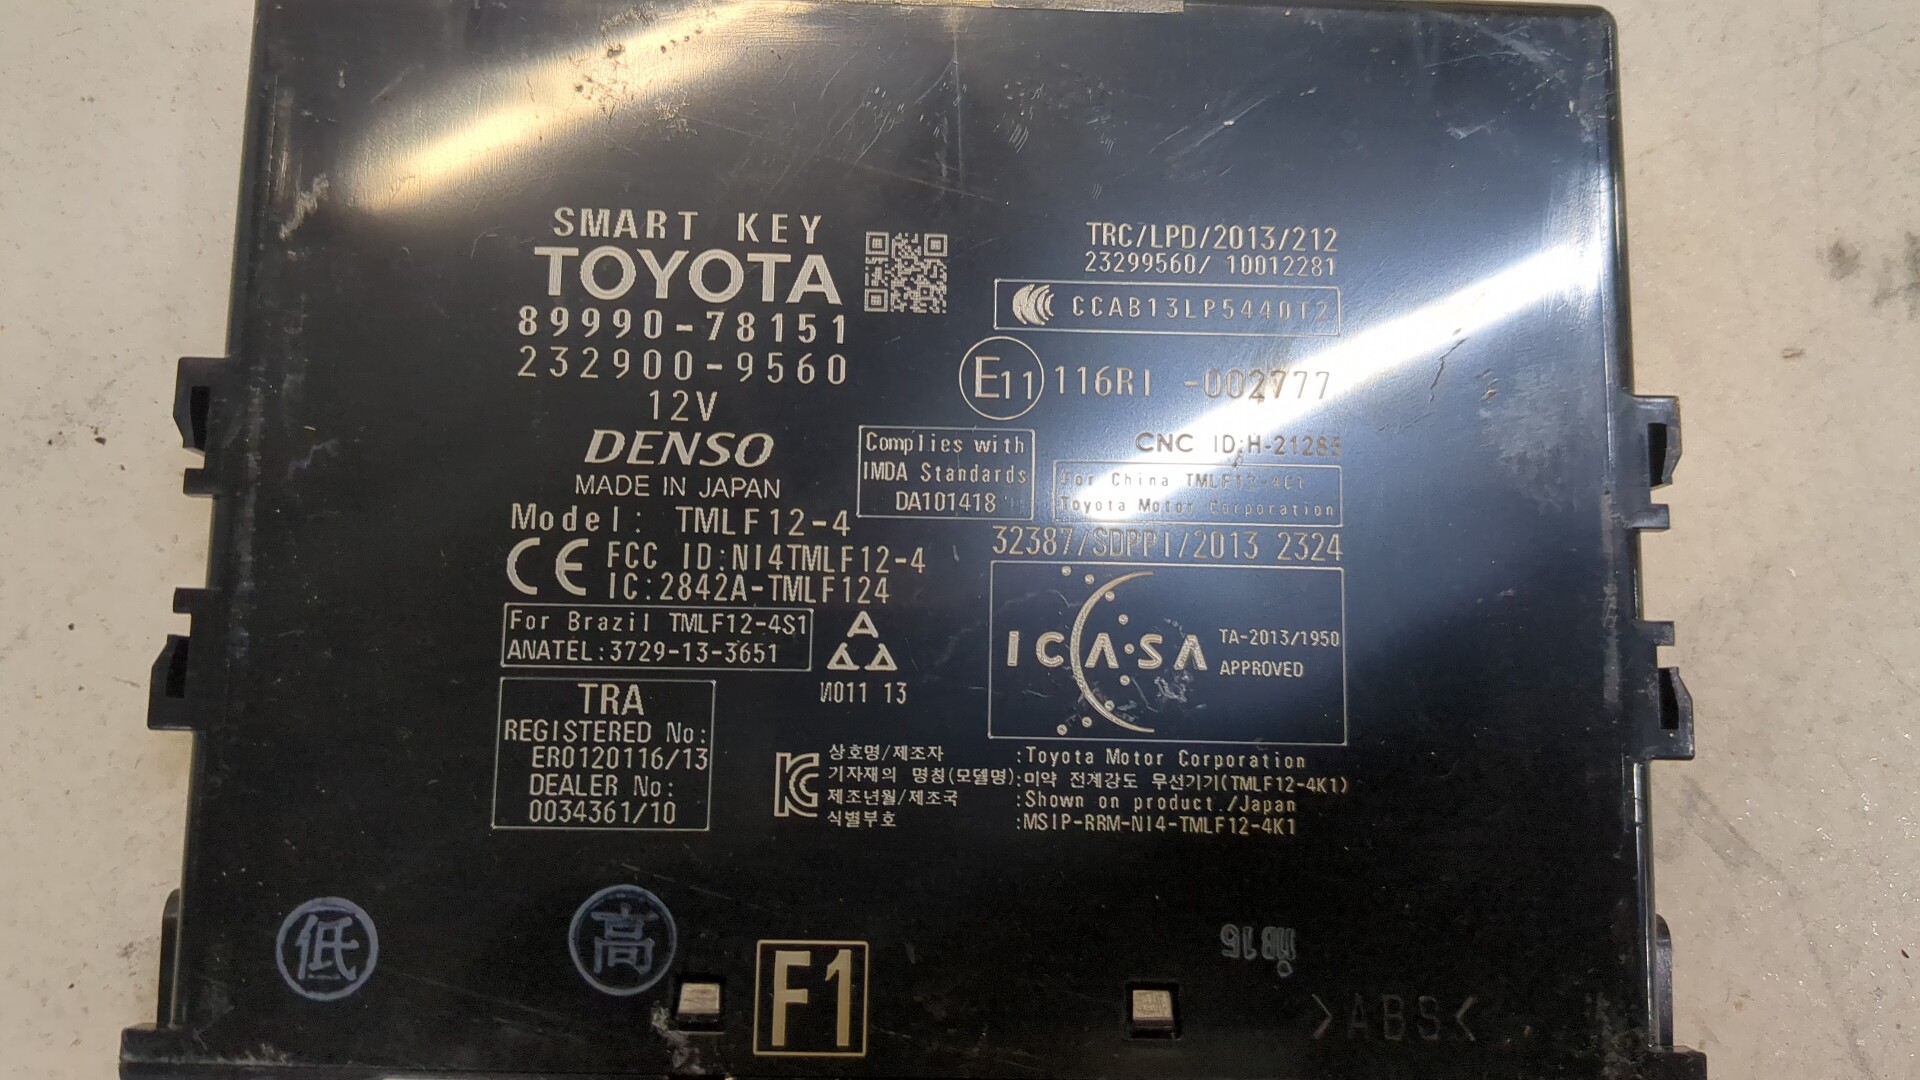 SMART KEY
TOYOTA
89990-78151
232900-9560
12V
DENSO
MADE IN JAPAN
Model: TMLF12-4
CE FCC ID:NI4TMLF12-4
IC:2842A-TMLF124
For Brazil TMLF12-4S1
ANATEL:3729-13-3651
TRA
REGISTERED No:
ER0120116/13
DEALER No:
0034361/10
TRC/LPD/2013/212
23299560/ 10012281
CCAB13LP5440T2
E11 116RI -002777
Complies with
IMDA Standards
DA101418
CNC ID:H-21285
For China TMLF12-4C1
Toyota Motor Corporation
32387/SDPPI/2013 2324
ICASA TA-2013/1950
APPROVED
И011 13
상호명/제조자 :Toyota Motor Corporation
기자재의 명칭(모델명):미약 전계강도 무선기기(TMLF12-4K1)
제조년월/제조국 :Shown on product./Japan
식별부호 :MSIP-RRM-NI4-TMLF12-4K1
低
高
F1
>ABS<